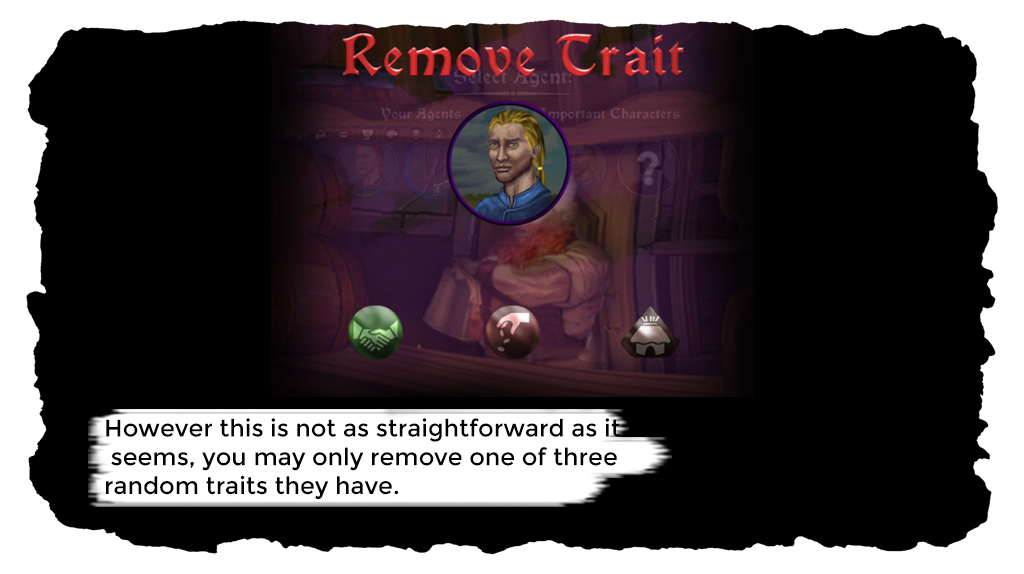 Remove Trait
Select Agent:
Your Agents Important Characters
?
However this is not as straightforward as it
seems, you may only remove one of three
random traits they have.